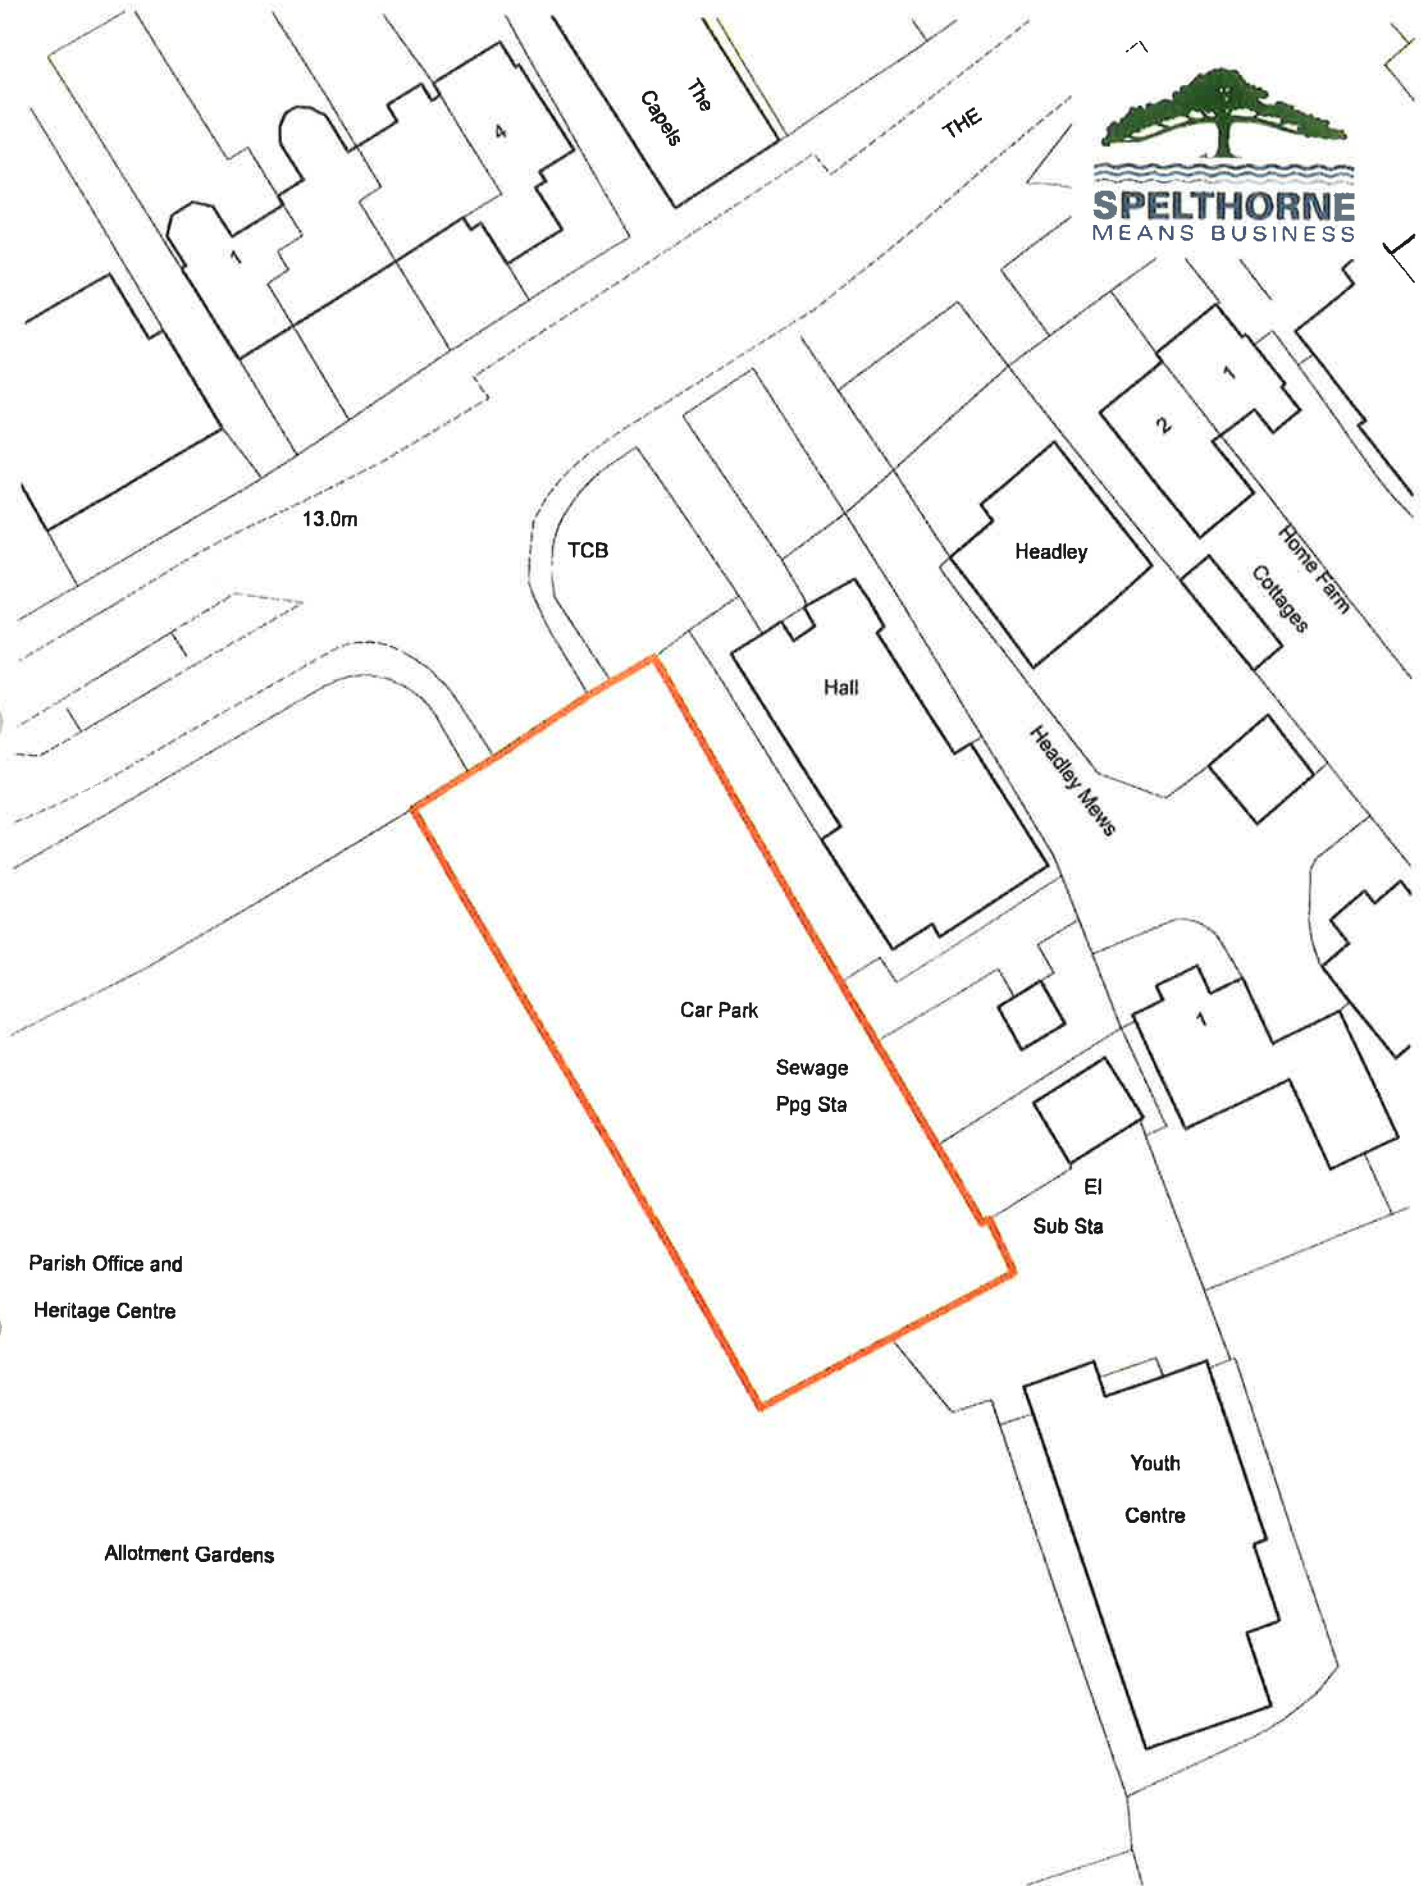 The
Capels
THE
4
1
SPELTHORNE
MEANS BUSINESS
1
2
13.0m
TCB
Headley
Home Farm
Cottages
Hall
Headley Mews
Car Park
1
Sewage
Ppg Sta
El
Sub Sta
Parish Office and
Heritage Centre
Youth
Centre
Allotment Gardens